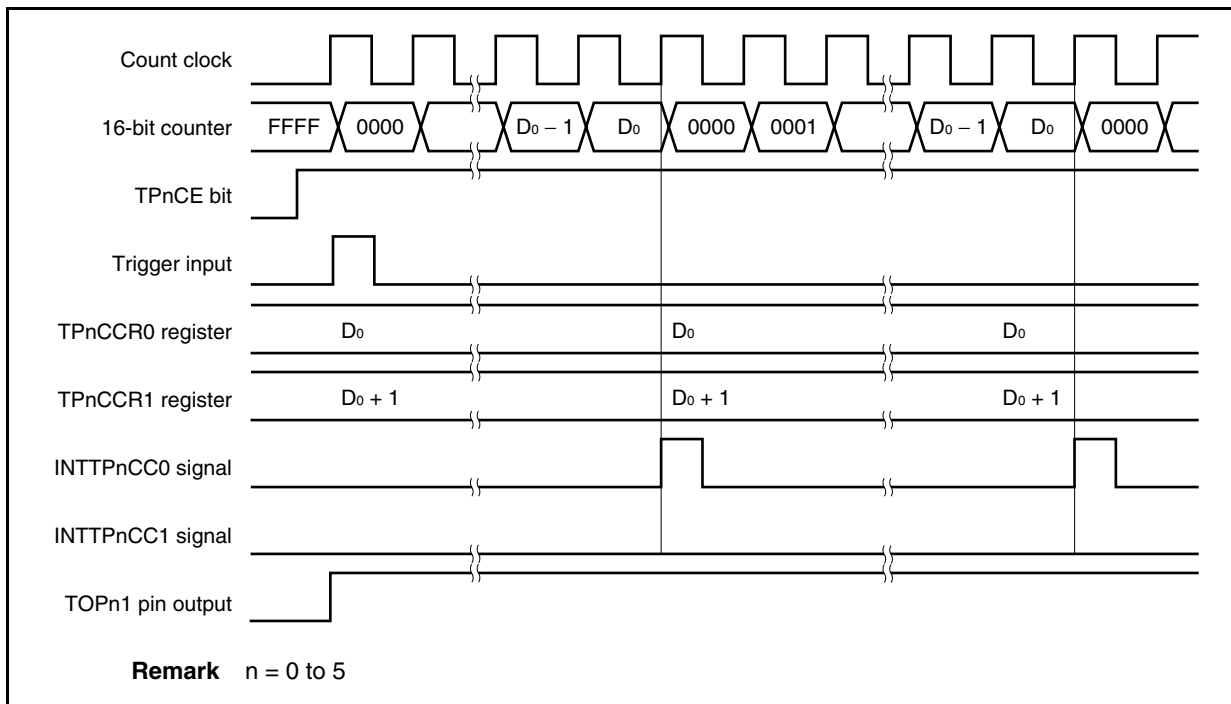 Count clock
16-bit counter FFFF 0000 D0 − 1 D0 0000 0001 D0 − 1 D0 0000
TPnCE bit
Trigger input
TPnCCR0 register D0 D0 D0
TPnCCR1 register D0 + 1 D0 + 1 D0 + 1
INTTPnCC0 signal
INTTPnCC1 signal
TOPn1 pin output
Remark n = 0 to 5